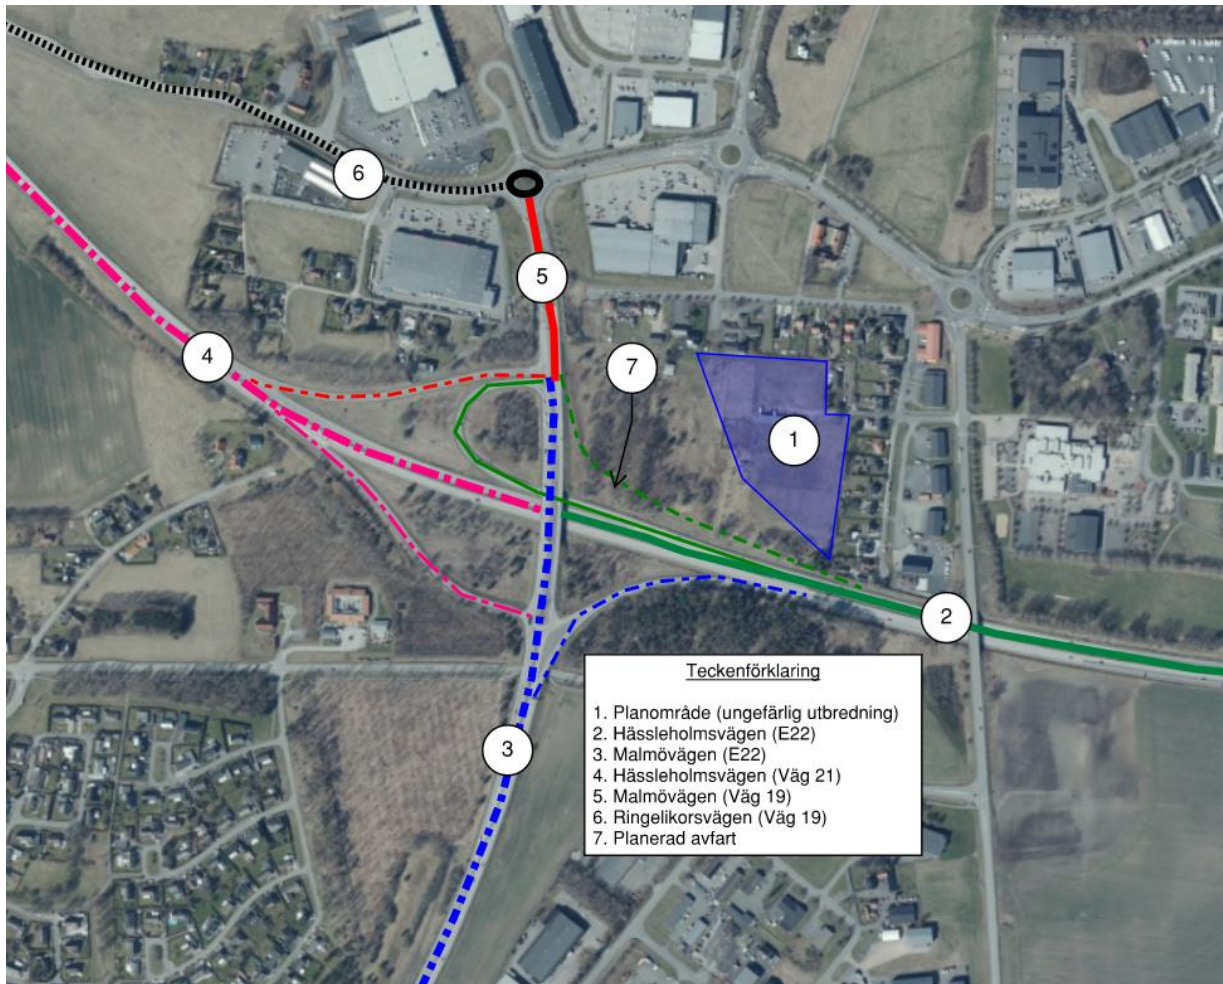 6
5
4
7
1
2
3
Teckenförklaring
1. Planområde (ungefärlig utbredning)
2. Hässleholmsvägen (E22)
3. Malmövägen (E22)
4. Hässleholmsvägen (Väg 21)
5. Malmövägen (Väg 19)
6. Ringelikorsvägen (Väg 19)
7. Planerad avfart